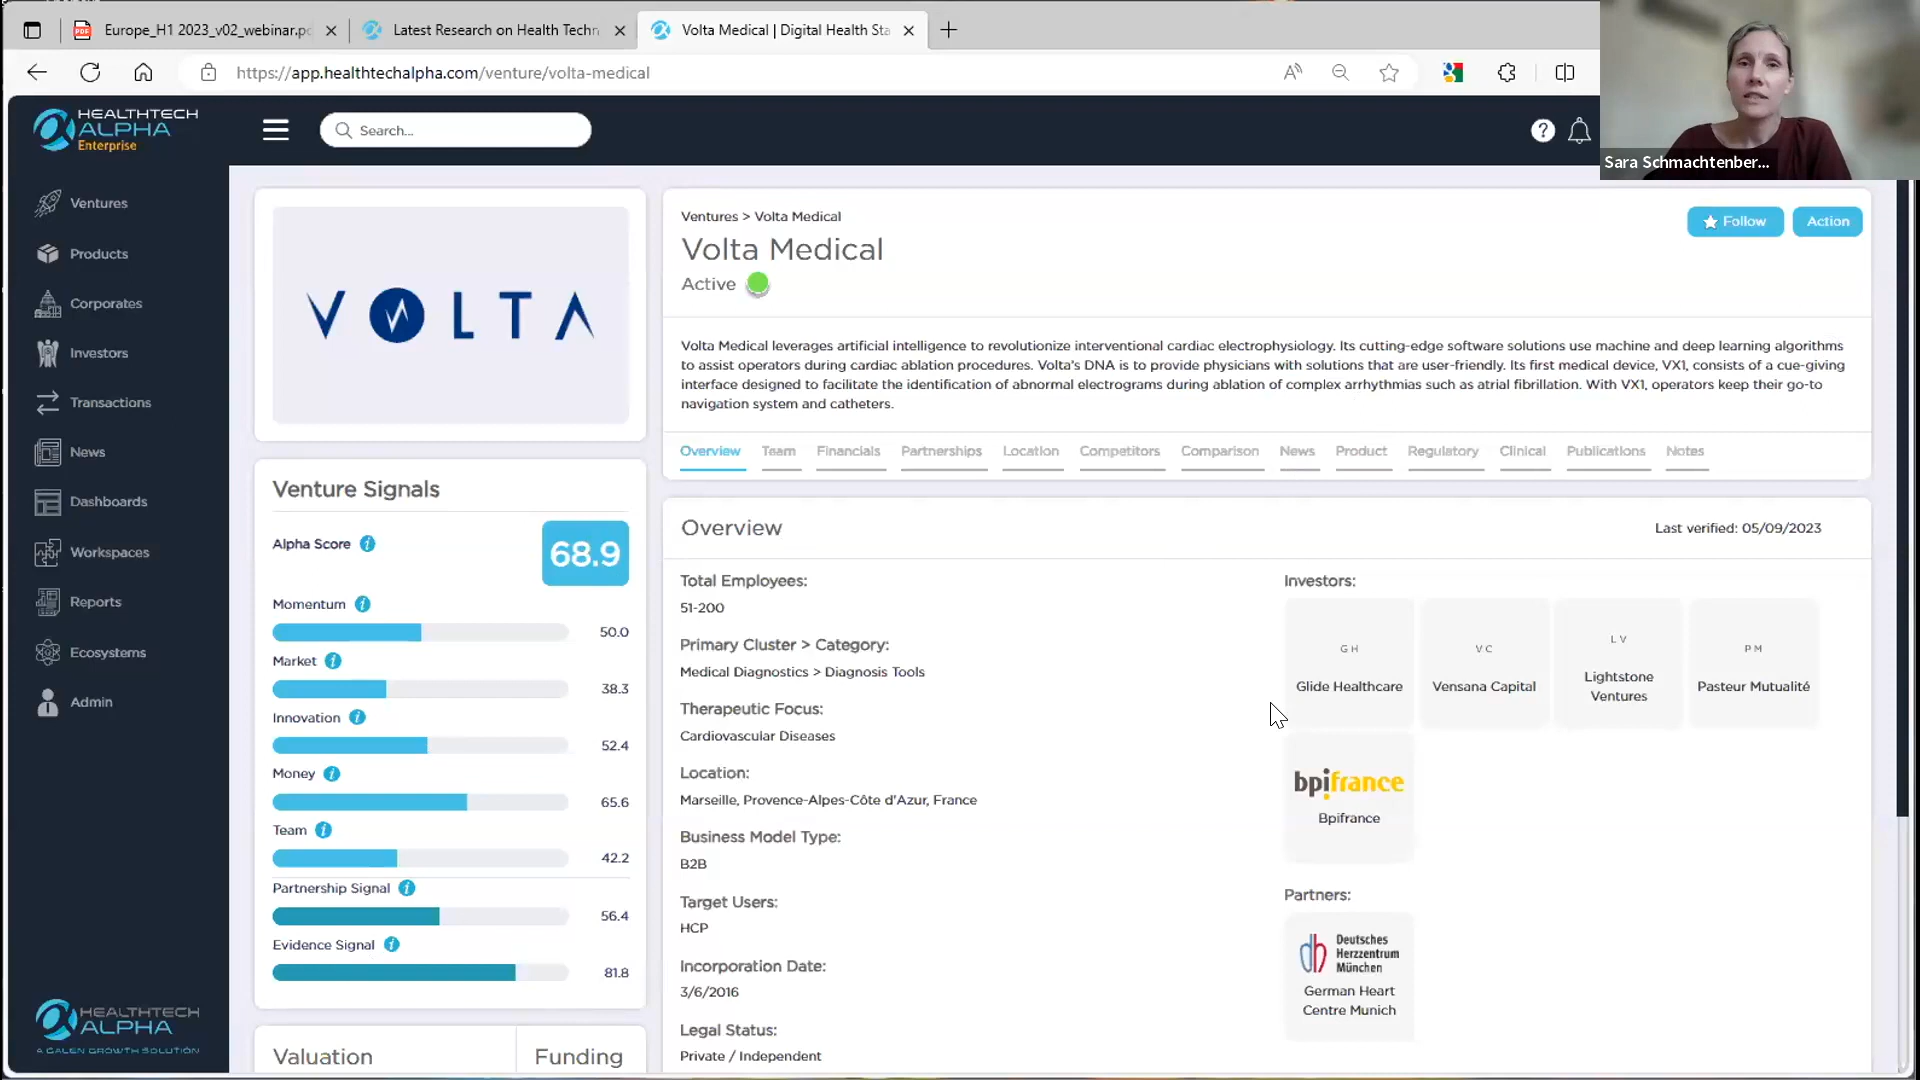 Europe_H1 2023_v02_webinar.pd
Latest Research on Health Techn
Volta Medical | Digital Health Sta
https://app.healthtechalpha.com/venture/volta-medical
HEALTHTECH
ALPHA
Enterprise
Search...
?
Sara Schmachtenber...
Ventures
Products
Corporates
Investors
Transactions
News
Dashboards
Workspaces
Reports
Ecosystems
Admin
HEALTHTECH
ALPHA
A GALEN GROWTH SOLUTION
VOLTA
Venture Signals
Alpha Score
68.9
Momentum
50.0
Market
38.3
Innovation
52.4
Money
65.6
Team
42.2
Partnership Signal
56.4
Evidence Signal
81.8
Valuation
Funding
Ventures > Volta Medical
Volta Medical
Active
Follow
Action
Volta Medical leverages artificial intelligence to revolutionize interventional cardiac electrophysiology. Its cutting-edge software solutions use machine and deep learning algorithms
to assist operators during cardiac ablation procedures. Volta's DNA is to provide physicians with solutions that are user-friendly. Its first medical device, VX1, consists of a cue-giving
interface designed to facilitate the identification of abnormal electrograms during ablation of complex arrhythmias such as atrial fibrillation. With VX1, operators keep their go-to
navigation system and catheters.
Overview Team Financials Partnerships Location Competitors Comparison News Product Regulatory Clinical Publications Notes
Overview
Last verified: 05/09/2023
Total Employees:
51-200
Primary Cluster > Category:
Medical Diagnostics > Diagnosis Tools
Therapeutic Focus:
Cardiovascular Diseases
Location:
Marseille, Provence-Alpes-Côte d'Azur, France
Business Model Type:
B2B
Target Users:
HCP
Incorporation Date:
3/6/2016
Legal Status:
Private / Independent
Investors:
GH
Glide Healthcare
VC
Vensana Capital
LV
Lightstone
Ventures
PM
Pasteur Mutualité
bpifrance
Bpifrance
Partners:
Deutsches
Herzzentrum
München
German Heart
Centre Munich